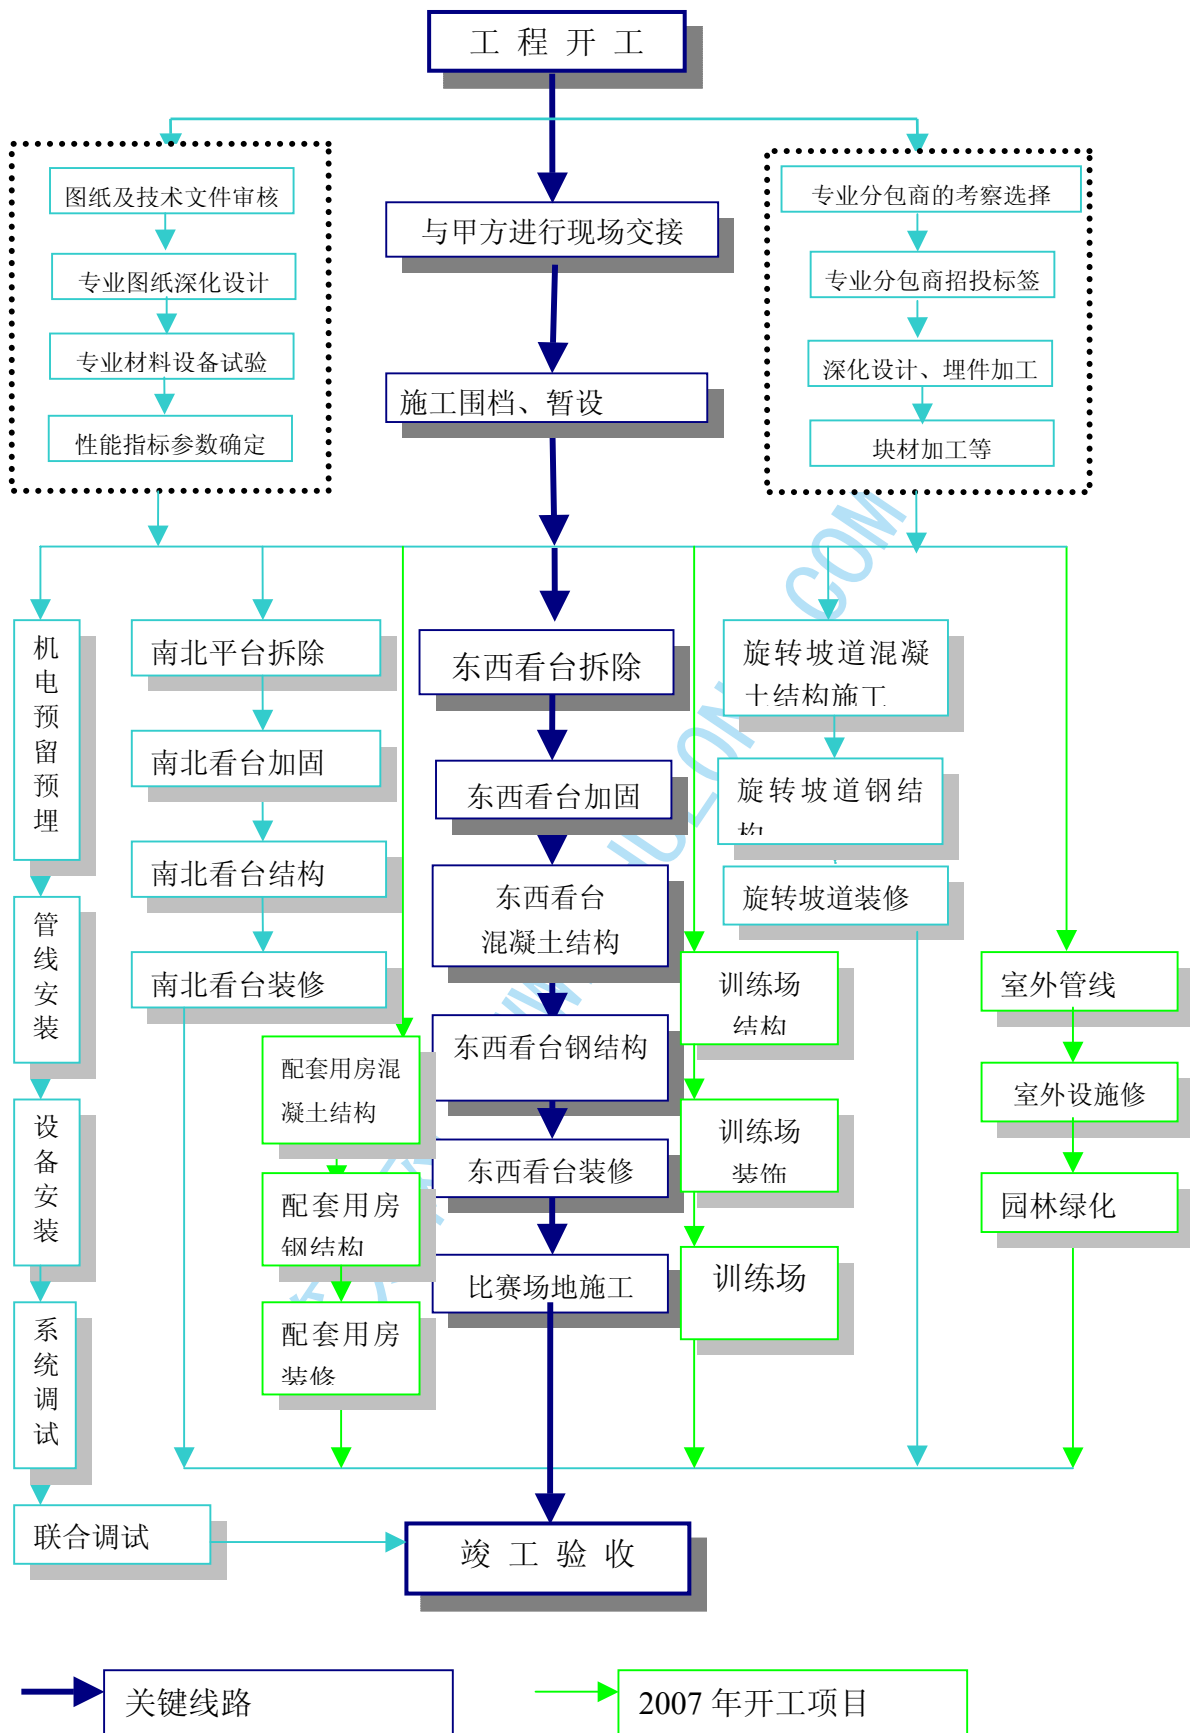 工程开工
图纸及技术文件审核
专业图纸深化设计
专业材料设备试验
性能指标参数确定
与甲方进行现场交接
施工围档、暂设
专业分包商的考察选择
专业分包商招投标签
深化设计、埋件加工
块材加工等
机电预留预埋
管线安装
设备安装
系统调试
联合调试
南北平台拆除
南北看台加固
南北看台结构
南北看台装修
配套用房混
凝土结构
配套用房
钢结构
配套用房
装修
东西看台拆除
东西看台加固
东西看台
混凝土结构
东西看台钢结构
东西看台装修
比赛场地施工
训练场
结构
训练场
装饰
训练场
旋转坡道混凝
土结构施工
旋转坡道钢结
构
旋转坡道装修
室外管线
室外设施修
园林绿化
竣工验收
关键线路
2007 年开工项目